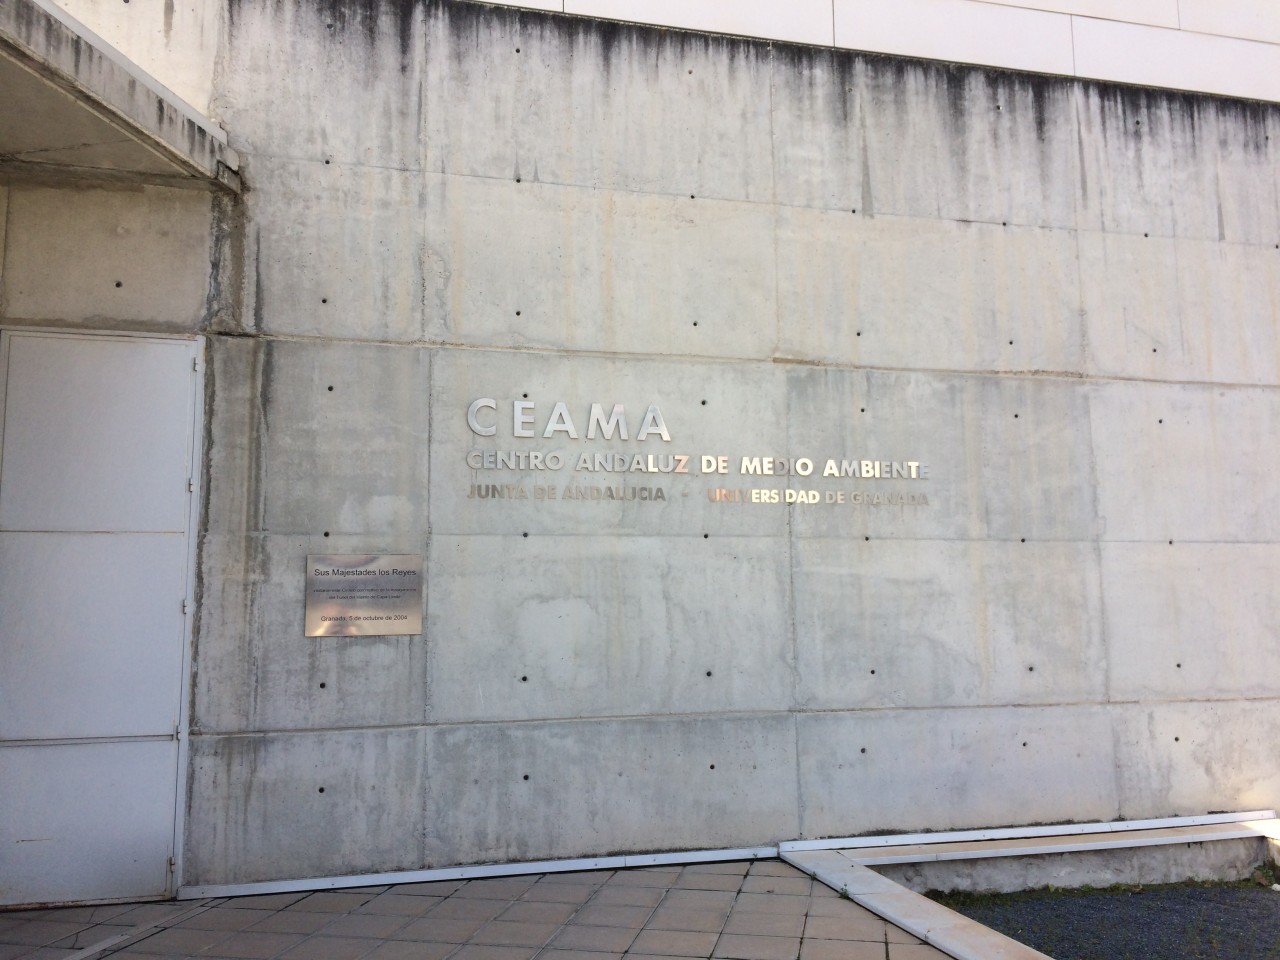 CEAMA
CENTRO ANDALUZ DE MEDIO AMBIENTE
JUNTA DE ANDALUCIA - UNIVERSIDAD DE GRANADA
Sus Majestades los Reyes
Granada, 5 de octubre de 2004